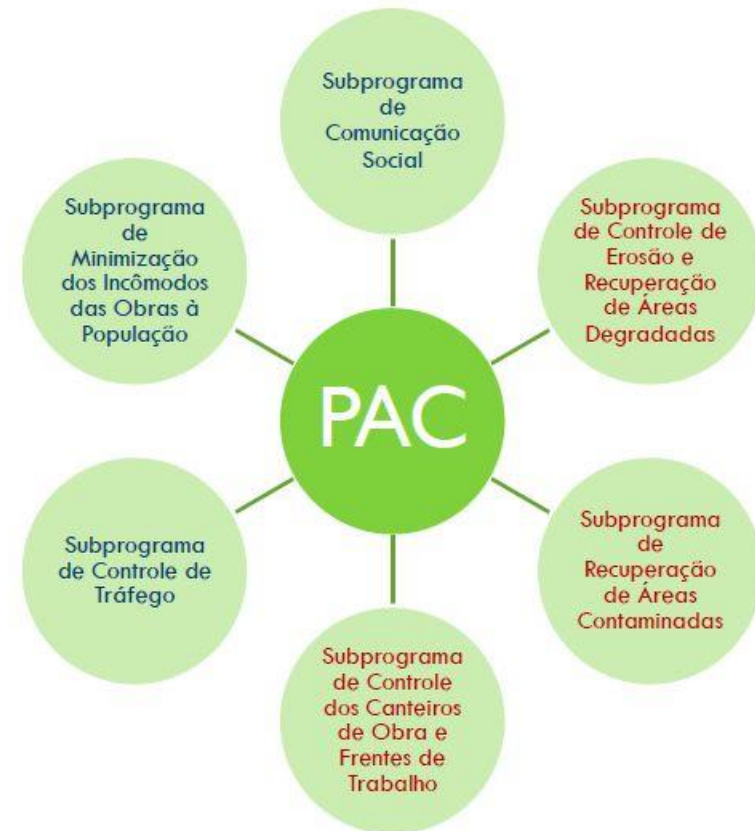 Subprograma
de
Comunicação
Social
Subprograma
de
Minimização
dos Incômodos
das Obras à
População
Subprograma
de Controle de
Erosão e
Recuperação
de Áreas
Degradadas
PAC
Subprograma
de Controle de
Tráfego
Subprograma
de
Recuperação
de Áreas
Contaminadas
Subprograma
de Controle
dos Canteiros
de Obra e
Frentes de
Trabalho